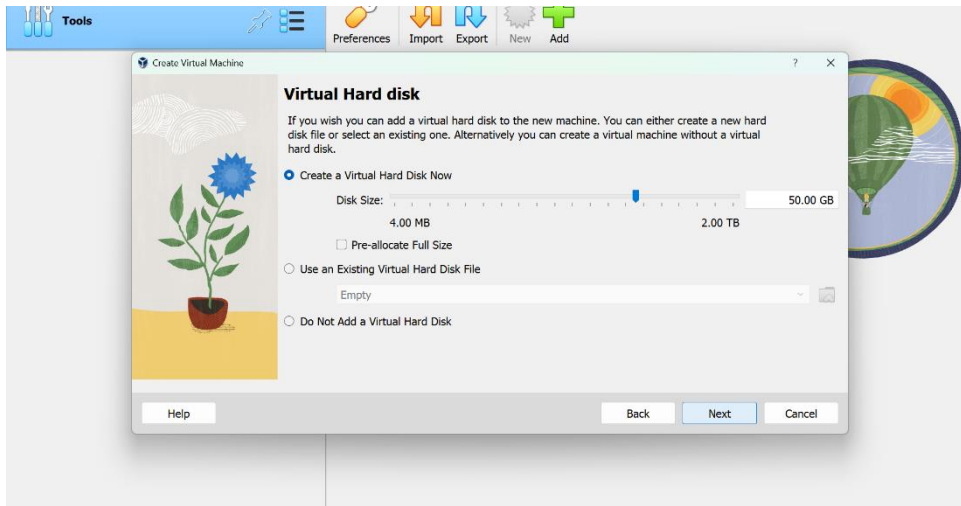 Tools
Preferences Import Export New Add
Create Virtual Machine ? X
Virtual Hard disk
If you wish you can add a virtual hard disk to the new machine. You can either create a new hard
disk file or select an existing one. Alternatively you can create a virtual machine without a virtual
hard disk.
Create a Virtual Hard Disk Now
Disk Size: 50.00 GB
4.00 MB 2.00 TB
Pre-allocate Full Size
Use an Existing Virtual Hard Disk File
Empty
Do Not Add a Virtual Hard Disk
Help Back Next Cancel